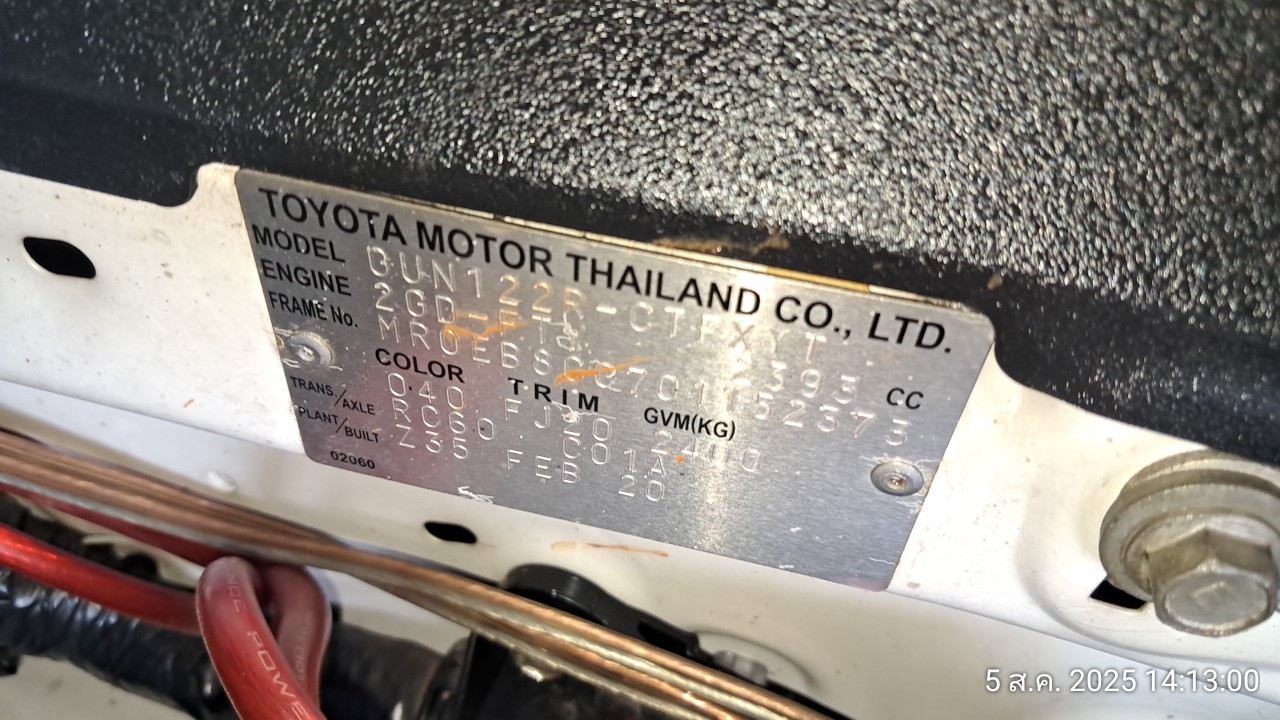 TOYOTA MOTOR THAILAND CO., LTD.
MODEL GUN122R-CTFXYT
ENGINE 2GD-FTV 2393 CC
FRAME No.
COLOR TRIM GVM(KG)
040 FJ30 2400
TRANS./AXLE RC60 C01A
PLANT/BUILT Z35 FEB 20
02060
POWE
5 ส.ค. 2025 14:13:00